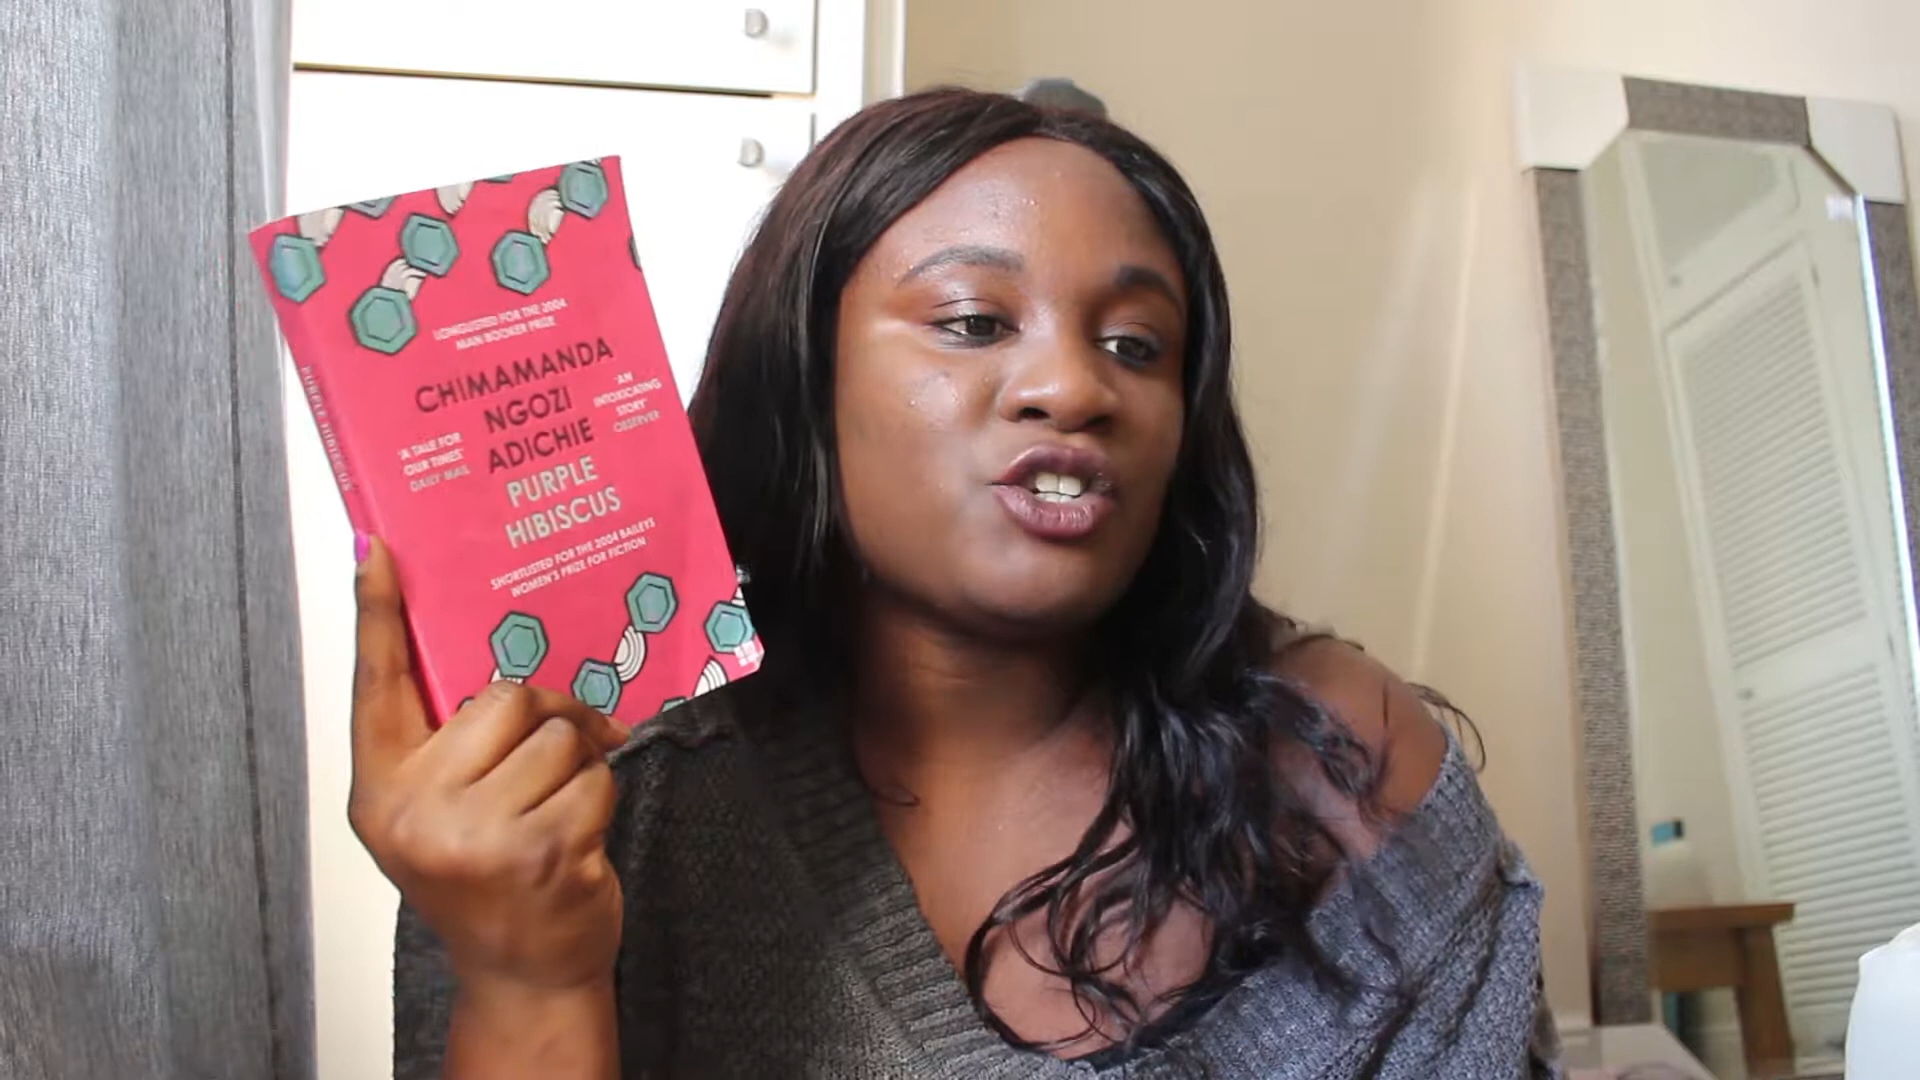 LONGLISTED FOR THE 2004
MAN BOOKER PRIZE
CHIMAMANDA
NGOZI
ADICHIE
PURPLE
HIBISCUS
'A TALE FOR
OUR TIMES'
DAILY MAIL
'AN
INTOXICATING
STORY'
OBSERVER
SHORTLISTED FOR THE 2004 BAILEYS
WOMEN'S PRIZE FOR FICTION
PURPLE HIBISCUS